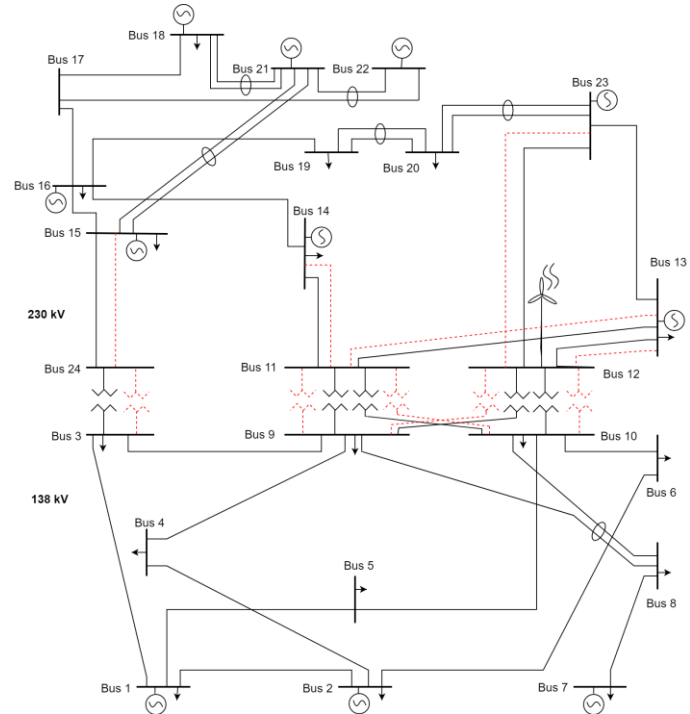 Bus 18
Bus 17
Bus 21
Bus 22
Bus 23
Bus 19
Bus 20
Bus 16
Bus 15
Bus 14
Bus 13
230 kV
Bus 24
Bus 11
Bus 12
Bus 3
Bus 9
Bus 10
138 kV
Bus 6
Bus 4
Bus 5
Bus 8
Bus 1
Bus 2
Bus 7